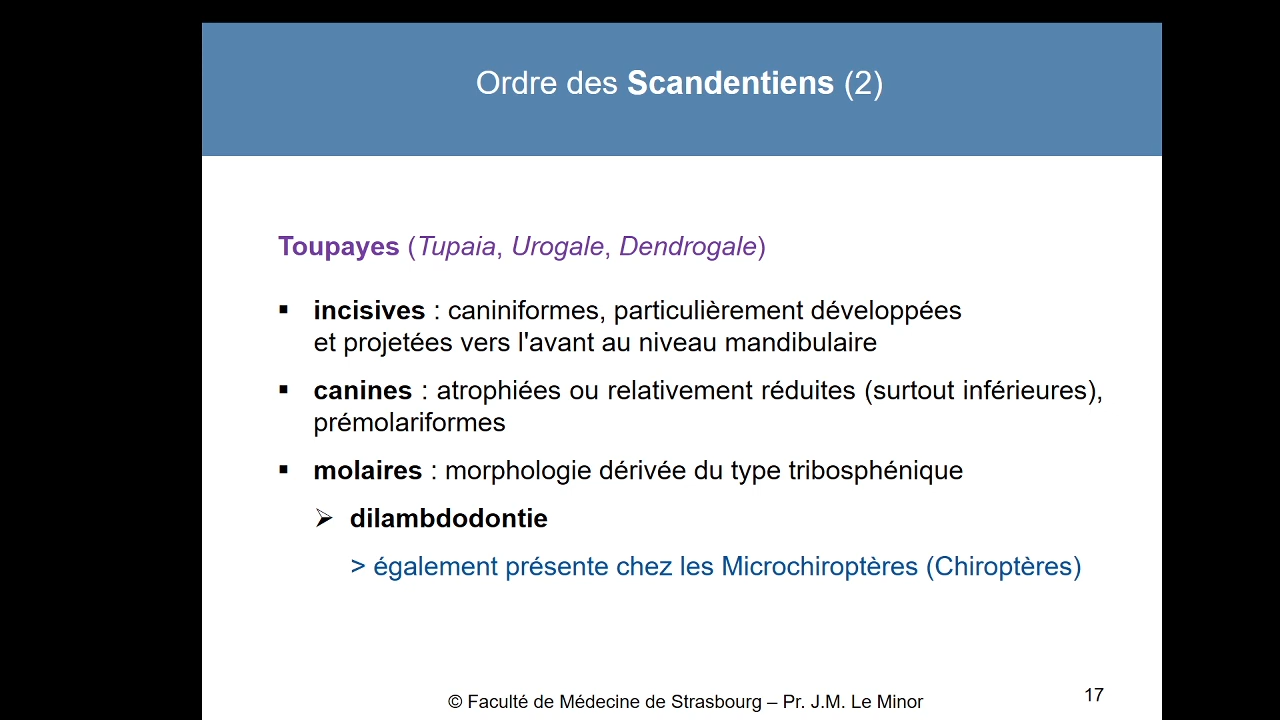 Ordre des Scandentiens (2)
Toupayes (Tupaia, Urogale, Dendrogale)
▪ incisives : caniniformes, particulièrement développées
et projetées vers l'avant au niveau mandibulaire
▪ canines : atrophiées ou relativement réduites (surtout inférieures),
prémolariformes
▪ molaires : morphologie dérivée du type tribosphénique
➢ dilambdodontie
> également présente chez les Microchiroptères (Chiroptères)
© Faculté de Médecine de Strasbourg – Pr. J.M. Le Minor
17